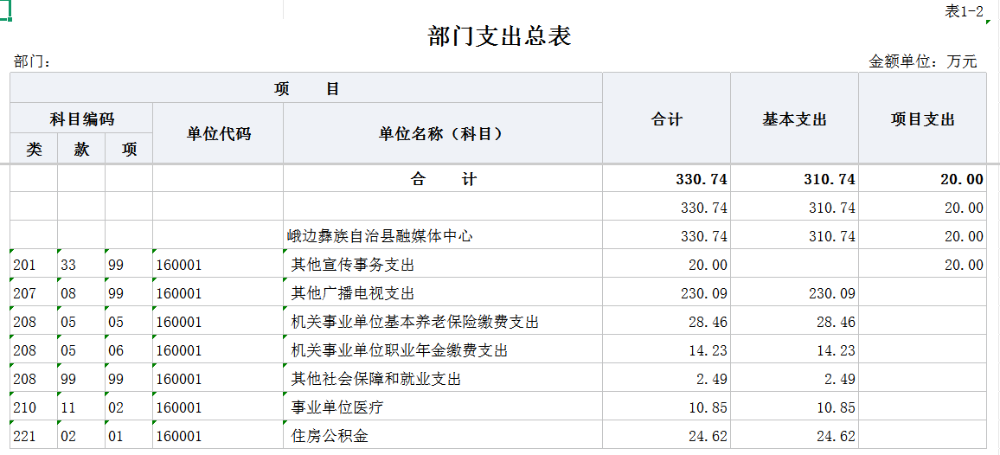 表1-2
部门支出总表
部门：
金额单位：万元
项 目
合计
基本支出
项目支出
科目编码
单位代码
单位名称（科目）
类 款 项
合 计 330.74 310.74 20.00
330.74 310.74 20.00
峨边彝族自治县融媒体中心 330.74 310.74 20.00
201 33 99 160001 其他宣传事务支出 20.00 20.00
207 08 99 160001 其他广播电视支出 230.09 230.09
208 05 05 160001 机关事业单位基本养老保险缴费支出 28.46 28.46
208 05 06 160001 机关事业单位职业年金缴费支出 14.23 14.23
208 99 99 160001 其他社会保障和就业支出 2.49 2.49
210 11 02 160001 事业单位医疗 10.85 10.85
221 02 01 160001 住房公积金 24.62 24.62